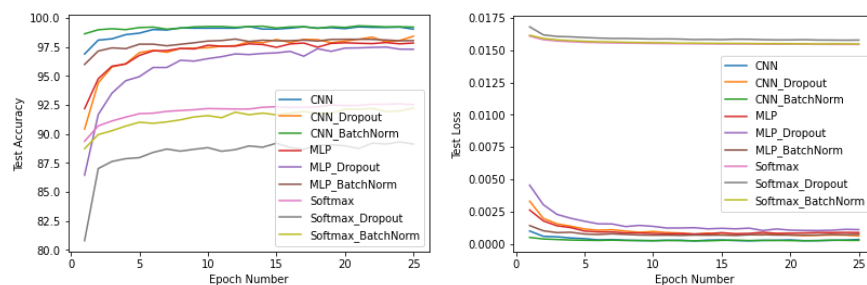 100.0
97.5
95.0
92.5
90.0
87.5
85.0
82.5
80.0
Test Accuracy
0
5
10
15
20
25
Epoch Number
CNN
CNN_Dropout
CNN_BatchNorm
MLP
MLP_Dropout
MLP_BatchNorm
Softmax
Softmax_Dropout
Softmax_BatchNorm
0.0175
0.0150
0.0125
0.0100
0.0075
0.0050
0.0025
0.0000
Test Loss
0
5
10
15
20
25
Epoch Number
CNN
CNN_Dropout
CNN_BatchNorm
MLP
MLP_Dropout
MLP_BatchNorm
Softmax
Softmax_Dropout
Softmax_BatchNorm